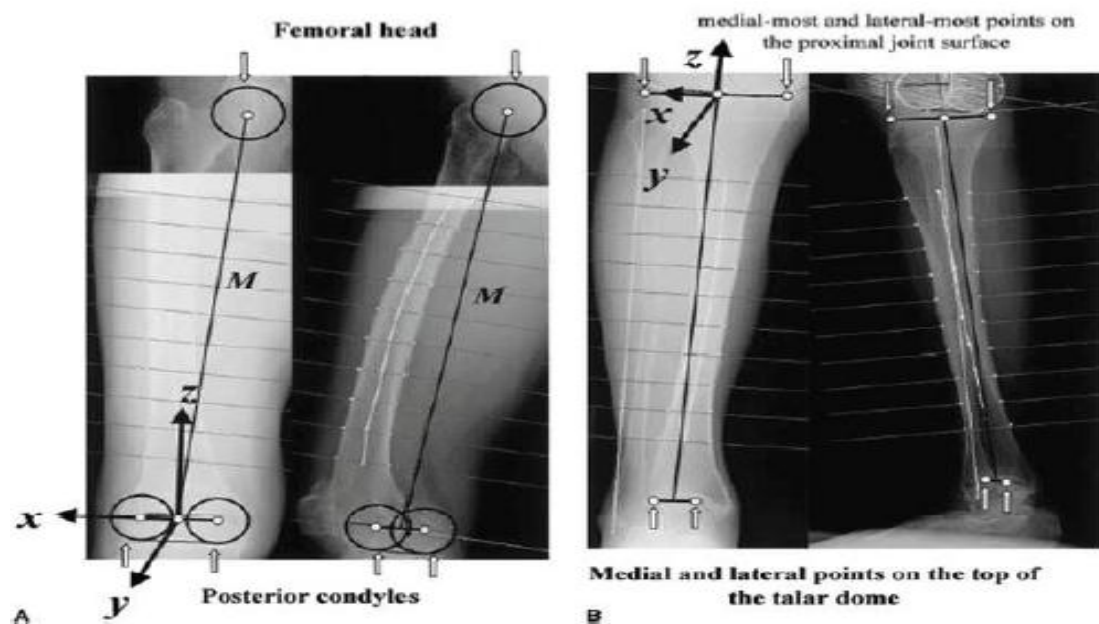 Femoral head
M
M
z
x
y
Posterior condyles
A
medial-most and lateral-most points on
the proximal joint surface
z
x
y
Medial and lateral points on the top of
the talar dome
B